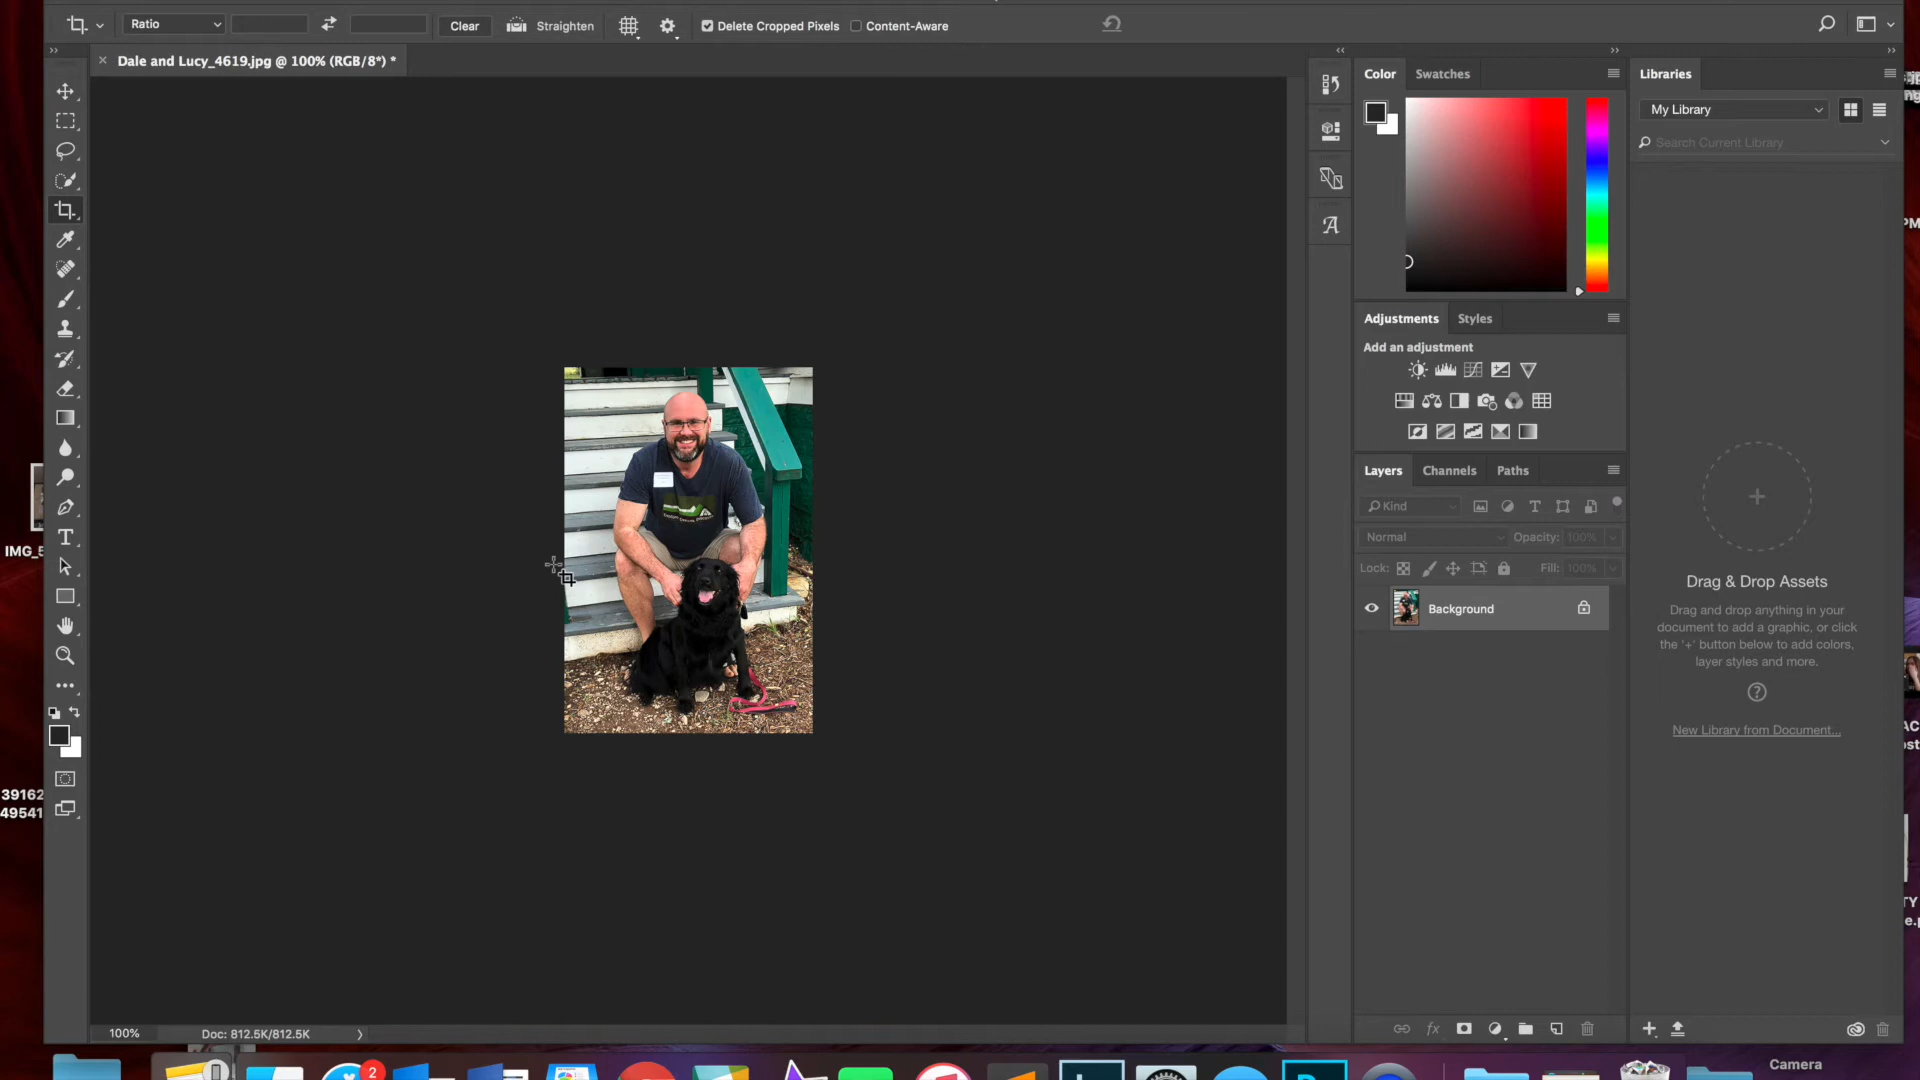 Ratio
Clear
Straighten
Delete Cropped Pixels
Content-Aware
Dale and Lucy_4619.jpg @ 100% (RGB/8*) *
Color
Swatches
Libraries
My Library
Search Current Library
Adjustments
Styles
Add an adjustment
Layers
Channels
Paths
Kind
Normal
Opacity: 100%
Lock:
Fill: 100%
Background
Drag & Drop Assets
Drag and drop anything in your
document to add a graphic, or click
the '+' button below to add colors,
layer styles and more.
New Library from Document...
IMG_5
39162
49541
100%
Doc: 812.5K/812.5K
2
Camera